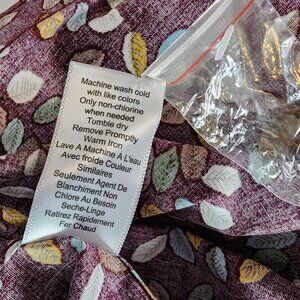 Machine wash cold
with like colors
Only non-chlorine
when needed
Tumble dry
Remove Promptly
Warm Iron
Lave A Machine A L'eau
Avec froide Couleur
Similaires
Seulement Agent De
Blanchiment Non
Chlore Au Besoin
Seche-Linge
Ratirez Rapidement
Fer Chaud